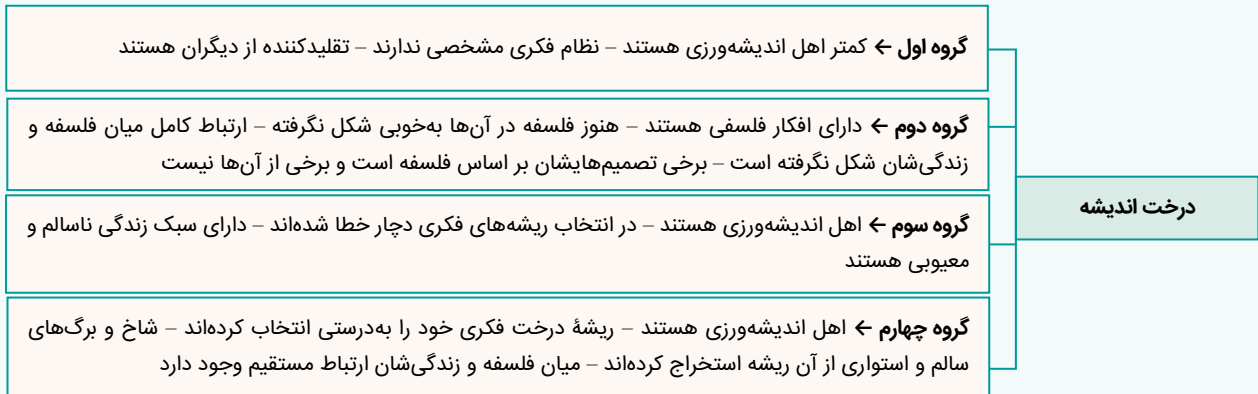 درخت اندیشه
گروه اول ← کمتر اهل اندیشه‌ورزی هستند – نظام فکری مشخصی ندارند – تقلیدکننده از دیگران هستند
گروه دوم ← دارای افکار فلسفی هستند – هنوز فلسفه در آن‌ها به‌خوبی شکل نگرفته – ارتباط کامل میان فلسفه و
زندگی‌شان شکل نگرفته است – برخی تصمیم‌هایشان بر اساس فلسفه است و برخی از آن‌ها نیست
گروه سوم ← اهل اندیشه‌ورزی هستند – در انتخاب ریشه‌های فکری دچار خطا شده‌اند – دارای سبک زندگی ناسالم و
معیوبی هستند
گروه چهارم ← اهل اندیشه‌ورزی هستند – ریشهٔ درخت فکری خود را به‌درستی انتخاب کرده‌اند – شاخ و برگ‌های
سالم و استواری از آن ریشه استخراج کرده‌اند – میان فلسفه و زندگی‌شان ارتباط مستقیم وجود دارد